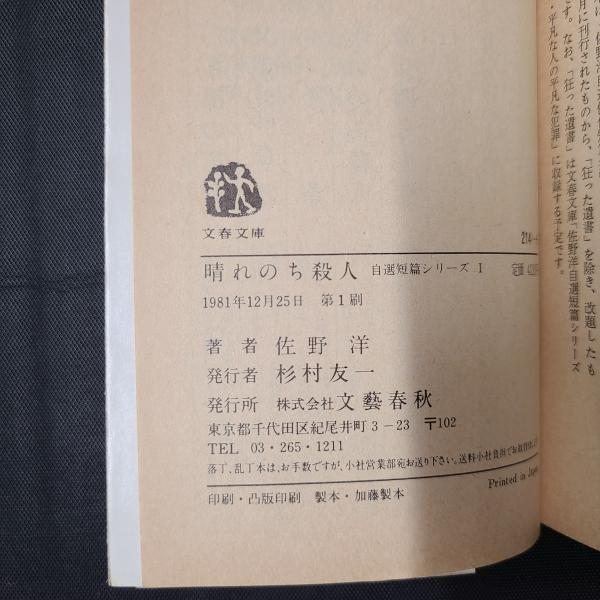 月に刊行されたものから、「狂った遺書」を除き、改題したも
です。なお、「狂った遺書」は文春文庫「佐野洋自選短篇シリーズ
・平凡な人の平凡な犯罪」に収録する予定です。
文春文庫
214—
晴れのち殺人 自選短篇シリーズ I
定価 420
1981年12月25日 第1刷
著者 佐野洋
発行者 杉村友一
発行所 株式会社 文藝春秋
東京都千代田区紀尾井町3−23 〒102
TEL 03・265・1211
落丁、乱丁本は、お手数ですが、小社営業部宛お送り下さい。送料小社負担でお取替致し
Printed in Japa
印刷・凸版印刷 製本・加藤製本